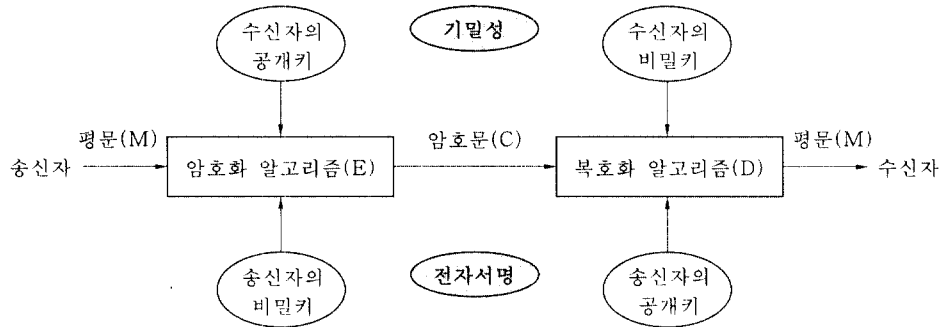 수신자의
공개키
기밀성
수신자의
비밀키
평문(M)
암호문(C)
평문(M)
송신자
암호화 알고리즘(E)
복호화 알고리즘(D)
수신자
송신자의
비밀키
전자서명
송신자의
공개키